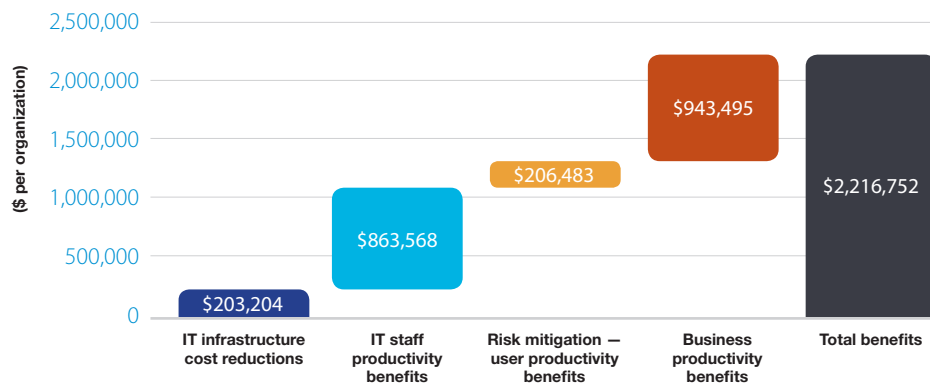 ($ per organization)
2,500,000
2,000,000
1,500,000
1,000,000
500,000
0
$203,204
$863,568
$206,483
$943,495
$2,216,752
IT infrastructure
cost reductions
IT staff
productivity
benefits
Risk mitigation —
user productivity
benefits
Business
productivity
benefits
Total benefits